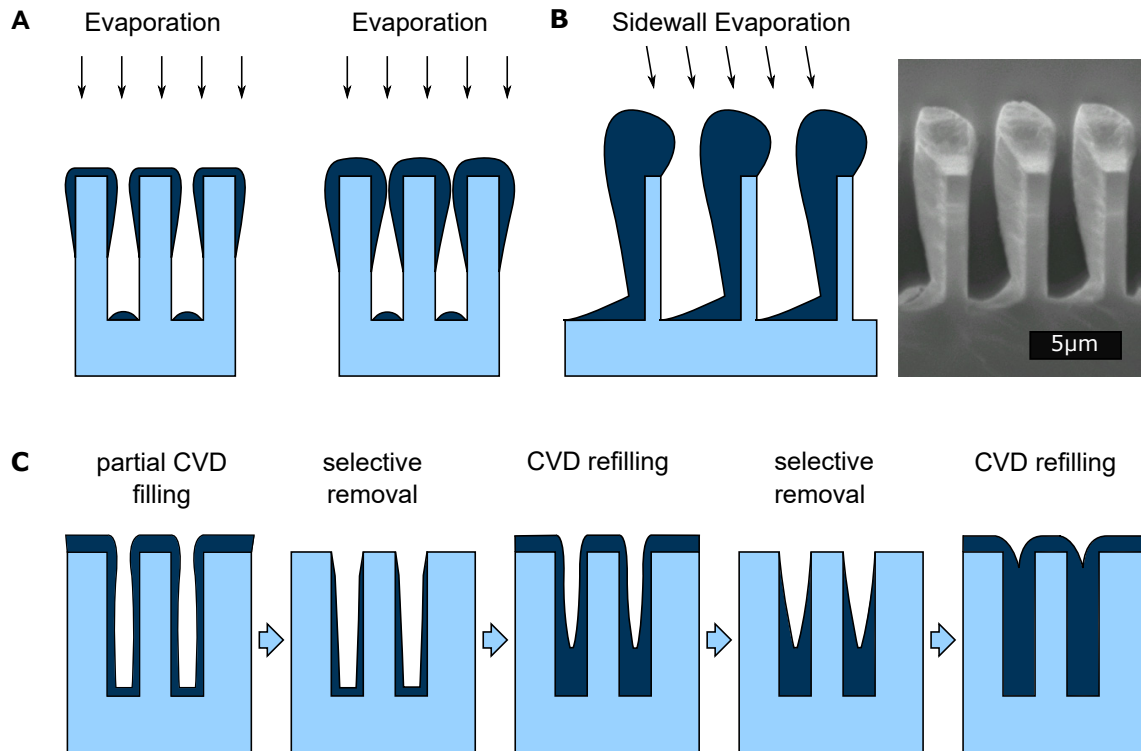 A
Evaporation
Evaporation
B
Sidewall Evaporation
5µm
C
partial CVD
filling
selective
removal
CVD refilling
selective
removal
CVD refilling